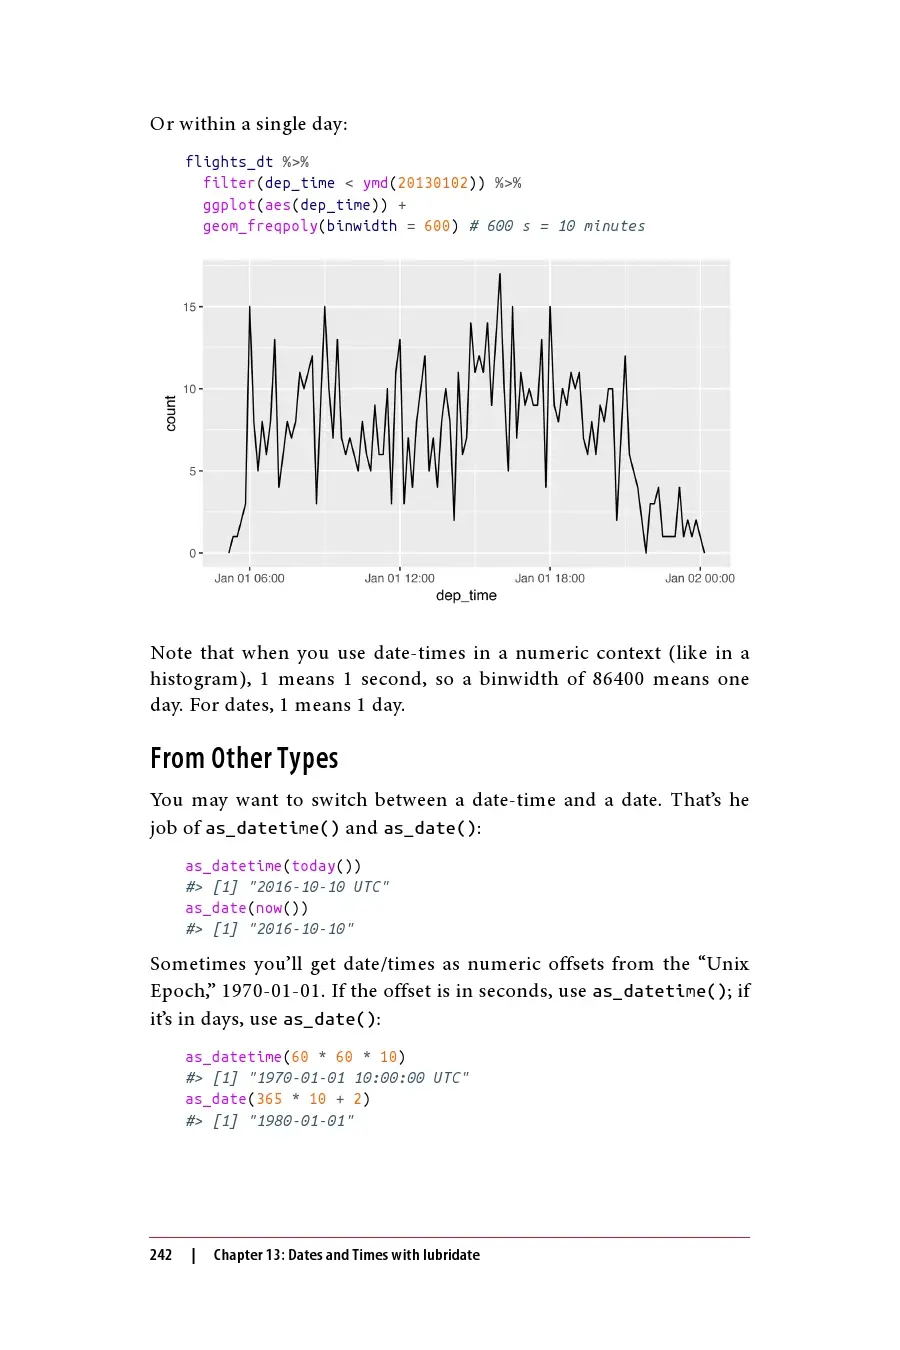 Or within a single day:
flights_dt %>%
filter(dep_time < ymd(20130102)) %>%
ggplot(aes(dep_time)) +
geom_freqpoly(binwidth = 600) # 600 s = 10 minutes
15
10
5
0
count
Jan 01 06:00 Jan 01 12:00 Jan 01 18:00 Jan 02 00:00
dep_time
Note that when you use date-times in a numeric context (like in a
histogram), 1 means 1 second, so a binwidth of 86400 means one
day. For dates, 1 means 1 day.
From Other Types
You may want to switch between a date-time and a date. That’s he
job of as_datetime() and as_date():
as_datetime(today())
#> [1] "2016-10-10 UTC"
as_date(now())
#> [1] "2016-10-10"
Sometimes you’ll get date/times as numeric offsets from the “Unix
Epoch,” 1970-01-01. If the offset is in seconds, use as_datetime(); if
it’s in days, use as_date():
as_datetime(60 * 60 * 10)
#> [1] "1970-01-01 10:00:00 UTC"
as_date(365 * 10 + 2)
#> [1] "1980-01-01"
242 | Chapter 13: Dates and Times with lubridate